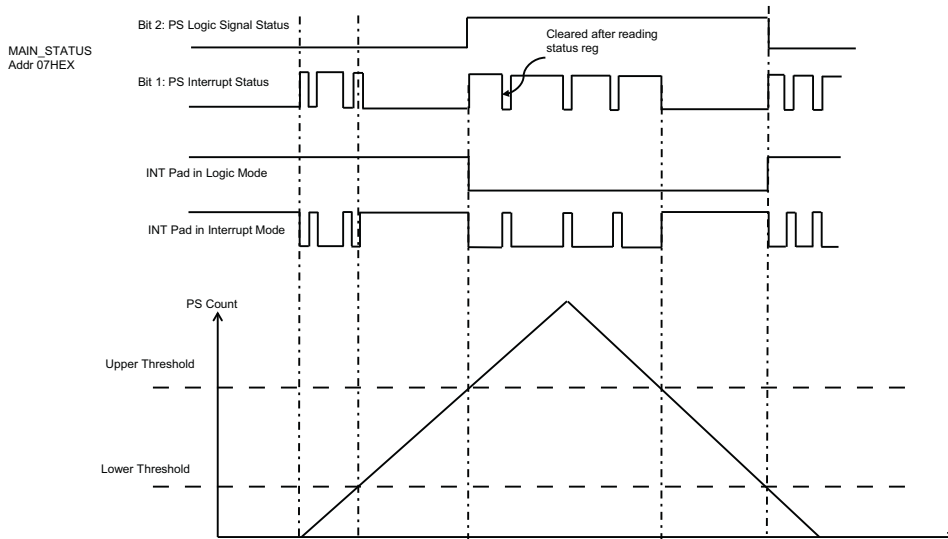 Bit 2: PS Logic Signal Status
Cleared after reading
status reg
MAIN_STATUS
Addr 07HEX
Bit 1: PS Interrupt Status
INT Pad in Logic Mode
INT Pad in Interrupt Mode
PS Count
Upper Threshold
Lower Threshold